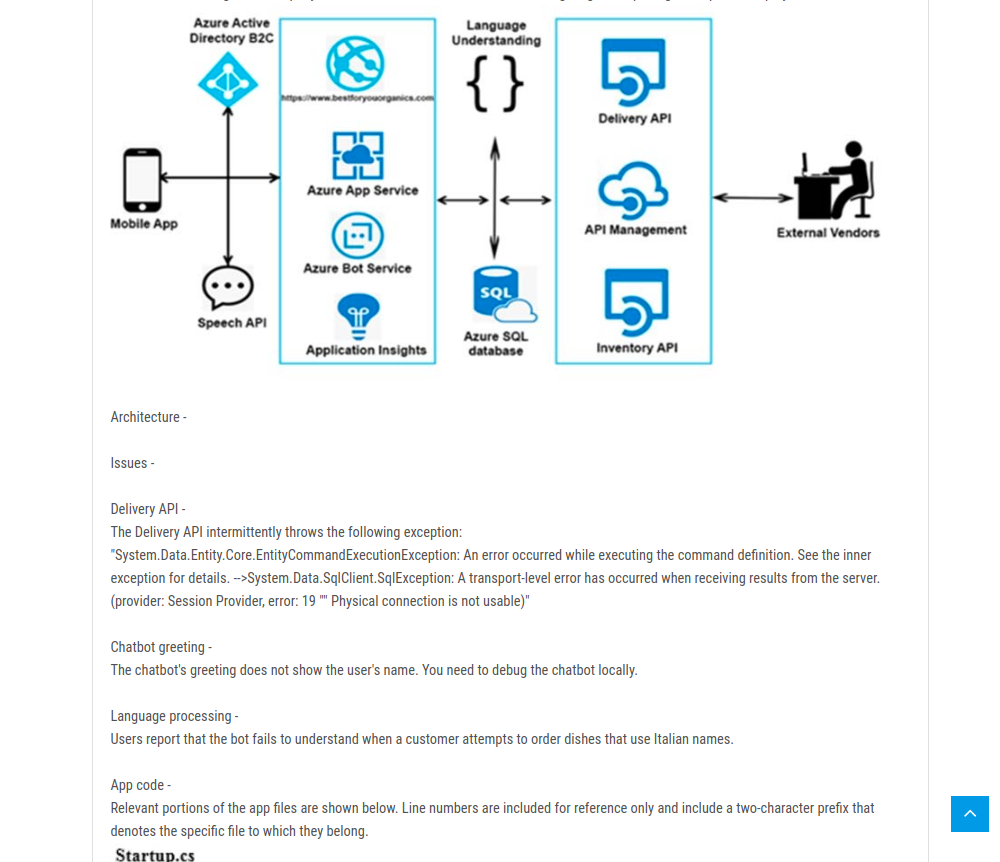 Azure Active
Directory B2C
Language
Understanding
https://www.bestforyouorganics.com
Delivery API
Azure App Service
Mobile App
API Management
External Vendors
Azure Bot Service
SQL
Speech API
Azure SQL
database
Application Insights
Inventory API
Architecture -
Issues -
Delivery API -
The Delivery API intermittently throws the following exception:
"System.Data.Entity.Core.EntityCommandExecutionException: An error occurred while executing the command definition. See the inner
exception for details. -->System.Data.SqlClient.SqlException: A transport-level error has occurred when receiving results from the server.
(provider: Session Provider, error: 19 "" Physical connection is not usable)"
Chatbot greeting -
The chatbot's greeting does not show the user's name. You need to debug the chatbot locally.
Language processing -
Users report that the bot fails to understand when a customer attempts to order dishes that use Italian names.
App code -
Relevant portions of the app files are shown below. Line numbers are included for reference only and include a two-character prefix that
denotes the specific file to which they belong.
Startup.cs